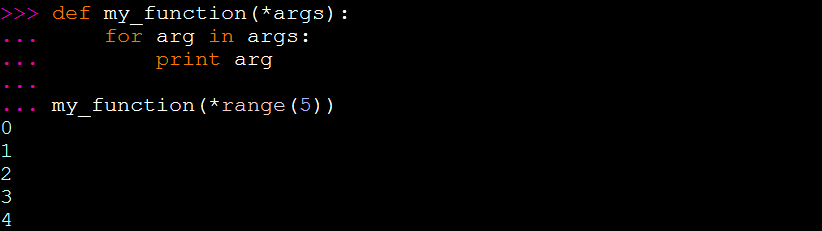 >>> def my_function(*args):
...     for arg in args:
...         print arg
...
... my_function(*range(5))
0
1
2
3
4